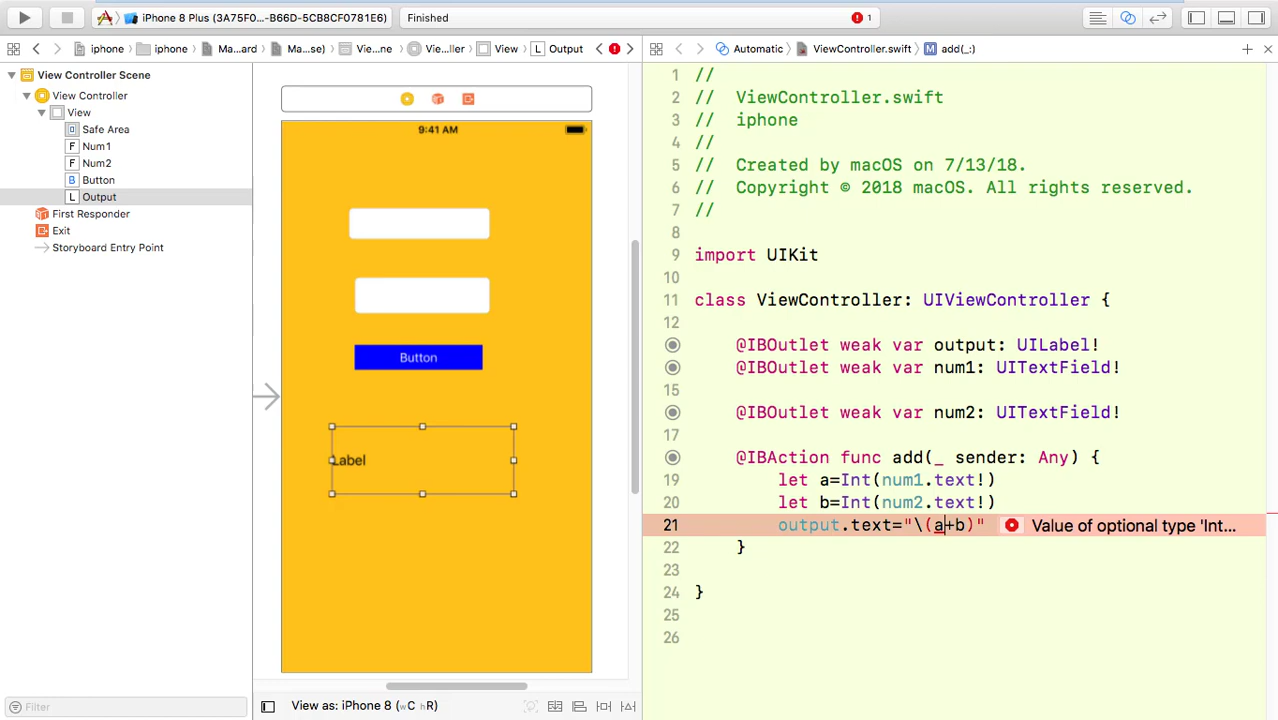 iPhone 8 Plus (3A75F0...B66D-5CB8CF0781E6)
Finished
1
iphone
iphone
Ma...ard
Ma...se)
Vie...ne
Vie...ller
View
L Output
Automatic
ViewController.swift
M add(_:)
View Controller Scene
View Controller
View
Safe Area
F Num1
F Num2
B Button
L Output
First Responder
Exit
Storyboard Entry Point
Filter
9:41 AM
Button
Label
View as: iPhone 8 (wC hR)
1 //
2 // ViewController.swift
3 // iphone
4 //
5 // Created by macOS on 7/13/18.
6 // Copyright © 2018 macOS. All rights reserved.
7 //
8
9 import UIKit
10
11 class ViewController: UIViewController {
12
@IBOutlet weak var output: UILabel!
@IBOutlet weak var num1: UITextField!
15
@IBOutlet weak var num2: UITextField!
17
@IBAction func add(_ sender: Any) {
19 let a=Int(num1.text!)
20 let b=Int(num2.text!)
21 output.text="\(a+b)" Value of optional type 'Int...
22 }
23
24 }
25
26